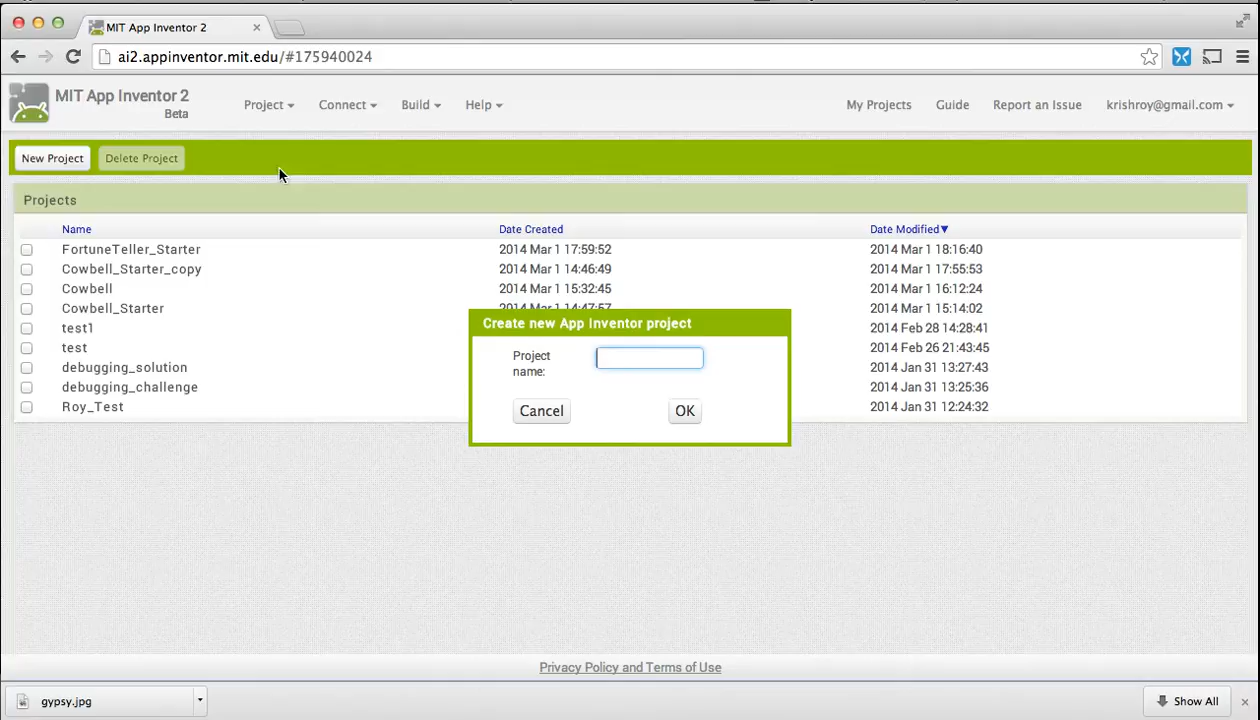 MIT App Inventor 2
ai2.appinventor.mit.edu/#175940024
MIT App Inventor 2
Beta
Project Connect Build Help My Projects Guide Report an Issue krishroy@gmail.com
New Project Delete Project
Projects
Name Date Created Date Modified▼
FortuneTeller_Starter 2014 Mar 1 17:59:52 2014 Mar 1 18:16:40
Cowbell_Starter_copy 2014 Mar 1 14:46:49 2014 Mar 1 17:55:53
Cowbell 2014 Mar 1 15:32:45 2014 Mar 1 16:12:24
Cowbell_Starter 2014 Mar 1 14:47:57 2014 Mar 1 15:14:02
test1 2014 Feb 28 14:28:41
test 2014 Feb 26 21:43:45
debugging_solution 2014 Jan 31 13:27:43
debugging_challenge 2014 Jan 31 13:25:36
Roy_Test 2014 Jan 31 12:24:32
Create new App Inventor project
Project
name:
Cancel OK
Privacy Policy and Terms of Use
gypsy.jpg Show All